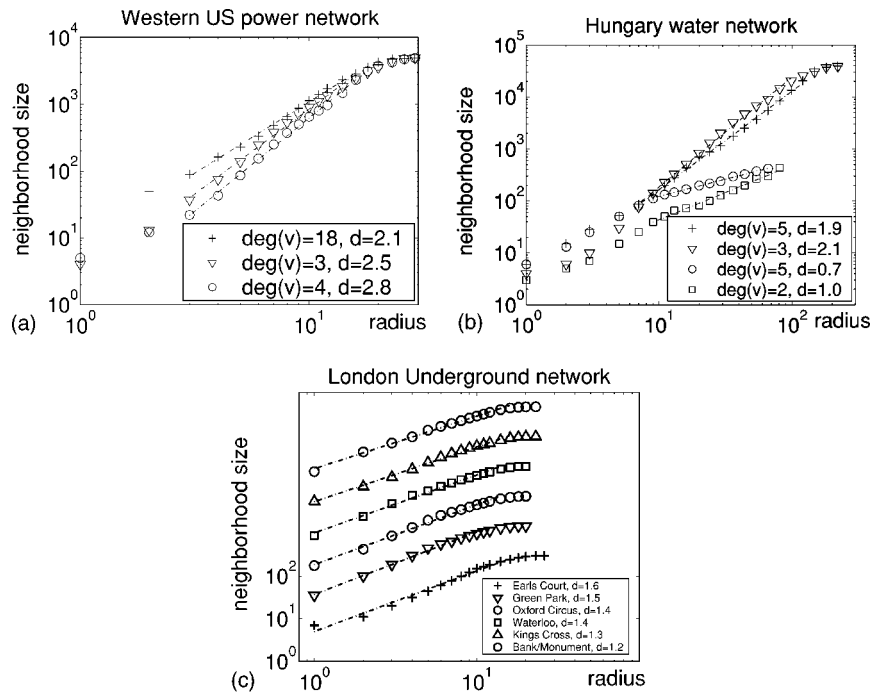 Western US power network
neighborhood size
10^4
10^3
10^2
10^1
10^0
deg(v)=18, d=2.1
deg(v)=3, d=2.5
deg(v)=4, d=2.8
(a)
10^0
10^1
radius
Hungary water network
neighborhood size
10^5
10^4
10^3
10^2
10^1
10^0
deg(v)=5, d=1.9
deg(v)=3, d=2.1
deg(v)=5, d=0.7
deg(v)=2, d=1.0
(b)
10^0
10^1
10^2
radius
London Underground network
neighborhood size
10^2
10^1
10^0
Earls Court, d=1.6
Green Park, d=1.5
Oxford Circus, d=1.4
Waterloo, d=1.4
Kings Cross, d=1.3
Bank/Monument, d=1.2
(c)
10^0
10^1
radius